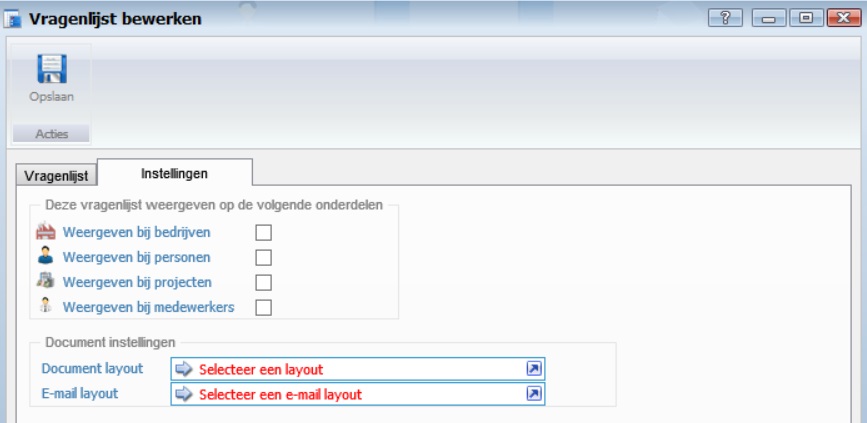 Vragenlijst bewerken
Opslaan
Acties
Vragenlijst Instellingen
Deze vragenlijst weergeven op de volgende onderdelen
Weergeven bij bedrijven
Weergeven bij personen
Weergeven bij projecten
Weergeven bij medewerkers
Document instellingen
Document layout Selecteer een layout
E-mail layout Selecteer een e-mail layout